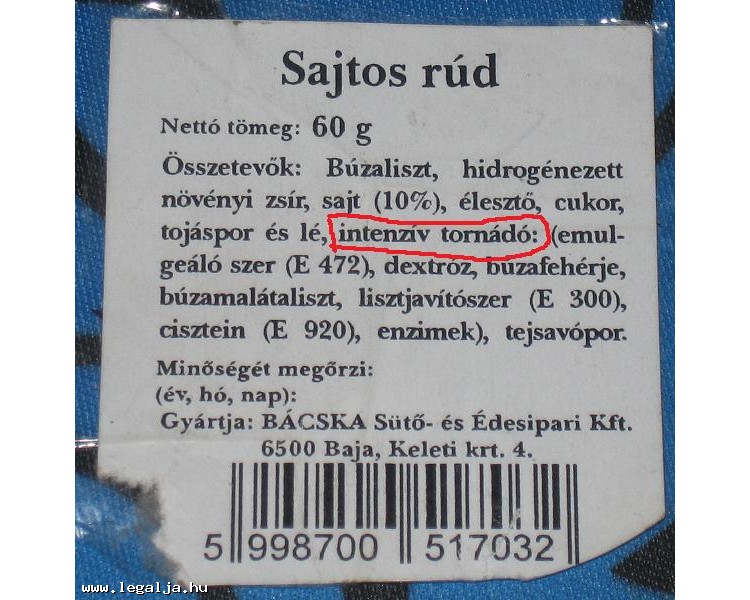 Sajtos rúd
Nettó tömeg: 60 g
Összetevők: Búzaliszt, hidrogénezett
növényi zsír, sajt (10%), élesztő, cukor,
tojáspor és lé, intenzív tornádó: (emul-
geáló szer (E 472), dextróz, búzafehérje,
búzamalátaliszt, lisztjavítószer (E 300),
cisztein (E 920), enzimek), tejsavópor.
Minőségét megőrzi:
(év, hó, nap):
Gyártja: BÁCSKA Sütő- és Édesipari Kft.
6500 Baja, Keleti krt. 4.
5 998700 517032
www.legalja.hu